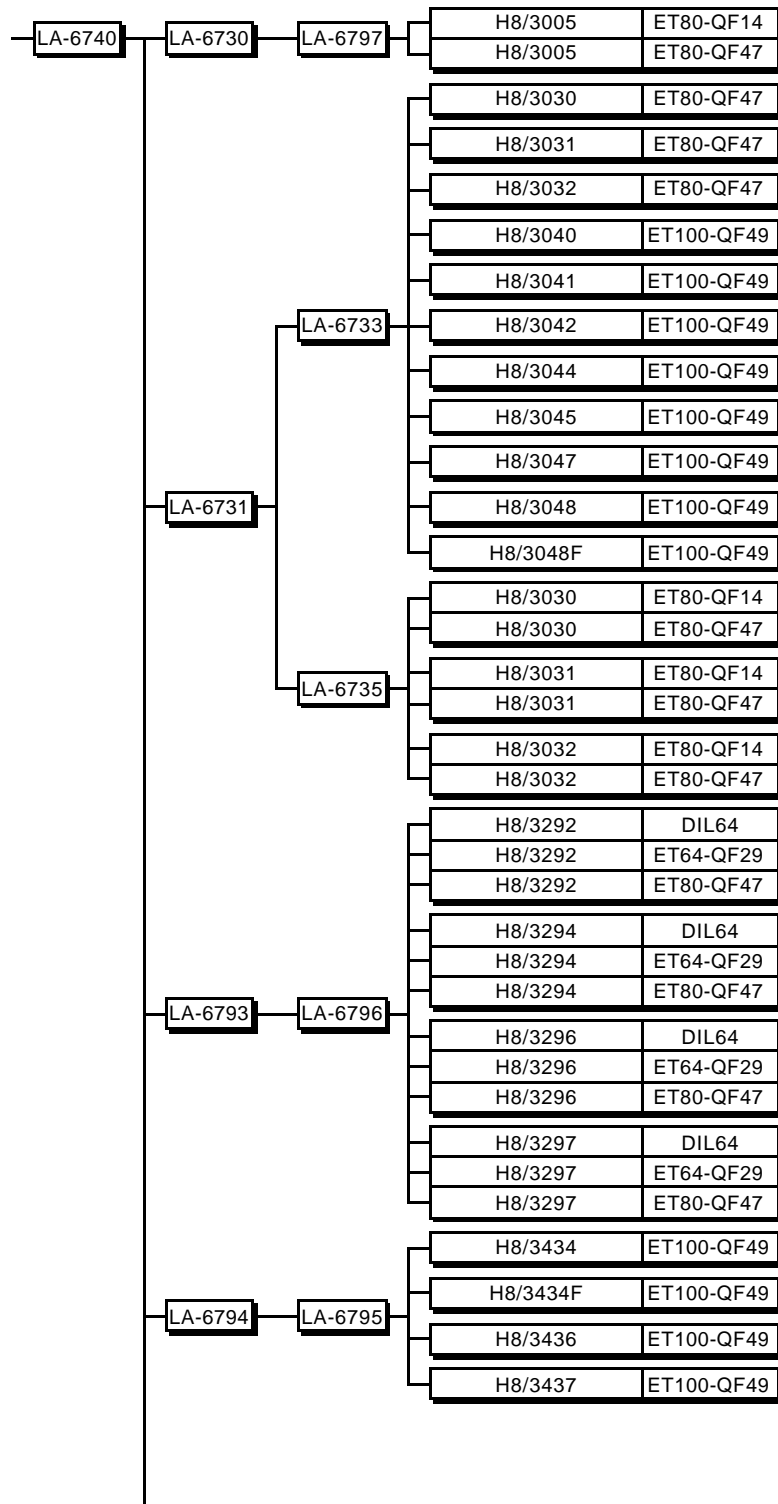 LA-6740 LA-6730 LA-6797 H8/3005 ET80-QF14
H8/3005 ET80-QF47
H8/3030 ET80-QF47
H8/3031 ET80-QF47
H8/3032 ET80-QF47
H8/3040 ET100-QF49
H8/3041 ET100-QF49
LA-6733 H8/3042 ET100-QF49
H8/3044 ET100-QF49
H8/3045 ET100-QF49
H8/3047 ET100-QF49
LA-6731 H8/3048 ET100-QF49
H8/3048F ET100-QF49
H8/3030 ET80-QF14
H8/3030 ET80-QF47
H8/3031 ET80-QF14
LA-6735 H8/3031 ET80-QF47
H8/3032 ET80-QF14
H8/3032 ET80-QF47
H8/3292 DIL64
H8/3292 ET64-QF29
H8/3292 ET80-QF47
H8/3294 DIL64
H8/3294 ET64-QF29
H8/3294 ET80-QF47
LA-6793 LA-6796
H8/3296 DIL64
H8/3296 ET64-QF29
H8/3296 ET80-QF47
H8/3297 DIL64
H8/3297 ET64-QF29
H8/3297 ET80-QF47
H8/3434 ET100-QF49
H8/3434F ET100-QF49
LA-6794 LA-6795
H8/3436 ET100-QF49
H8/3437 ET100-QF49